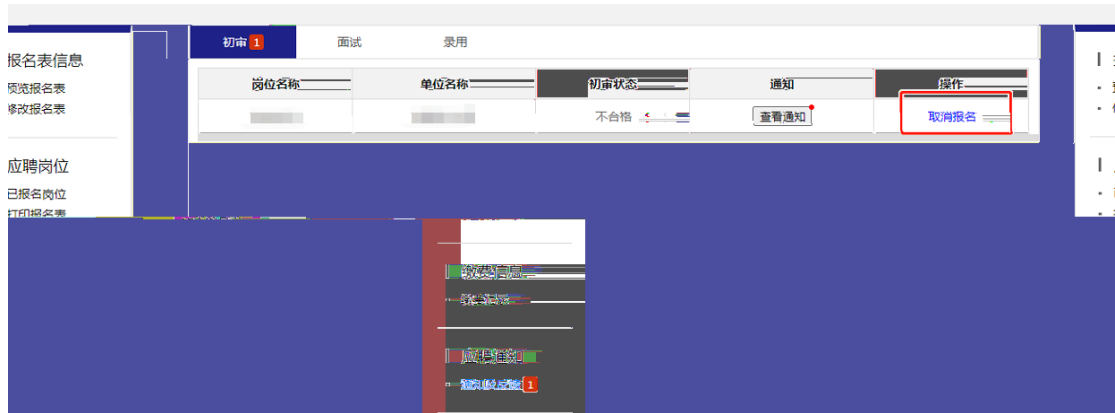 初审 1 面试 录用
报名表信息
预览报名表
修改报名表
岗位名称 单位名称 初审状态 通知 操作
不合格 查看通知 取消报名
应聘岗位
已报名岗位
打印报名表
缴费信息
应聘通知
1